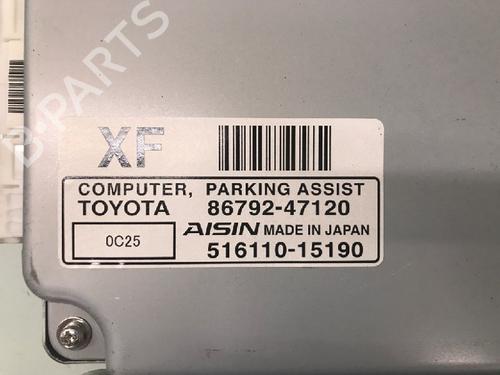 XF
COMPUTER, PARKING ASSIST
TOYOTA 86792-47120
0C25
AISIN MADE IN JAPAN
516110-15190
B-PARTS